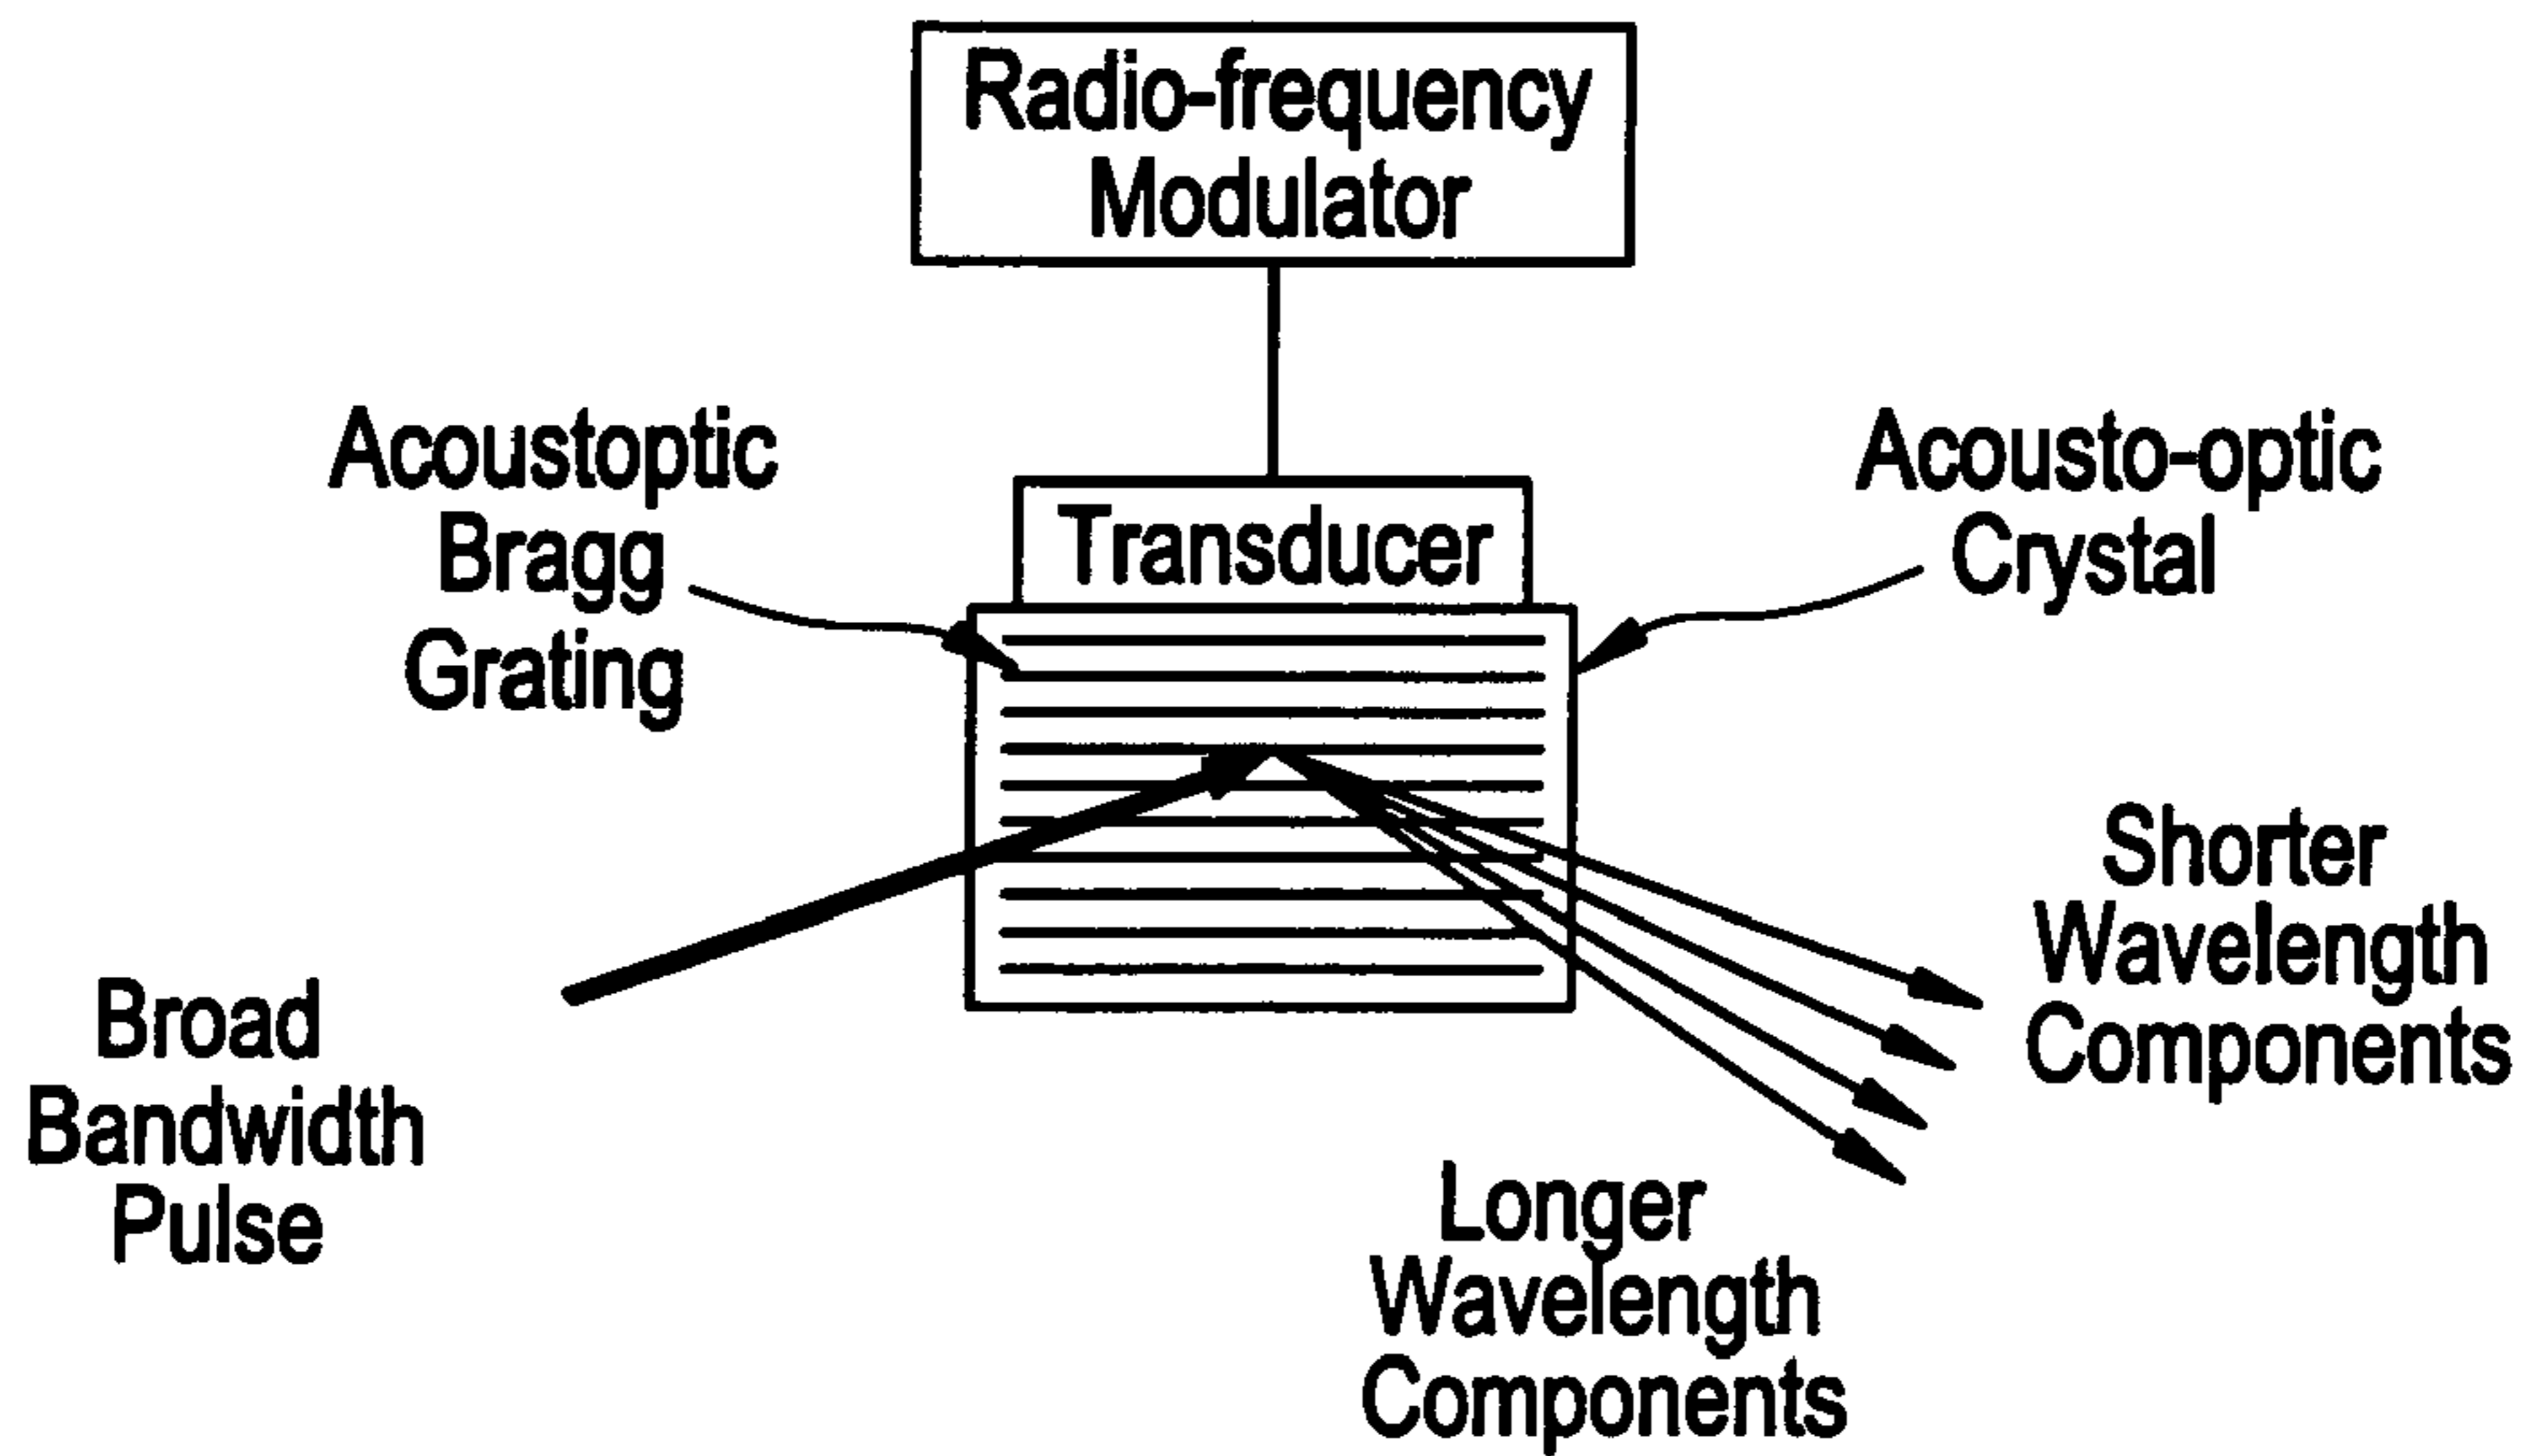 Radio-frequency
Modulator
Acoustoptic
Bragg
Grating
Transducer
Acousto-optic
Crystal
Broad
Bandwidth
Pulse
Shorter
Wavelength
Components
Longer
Wavelength
Components